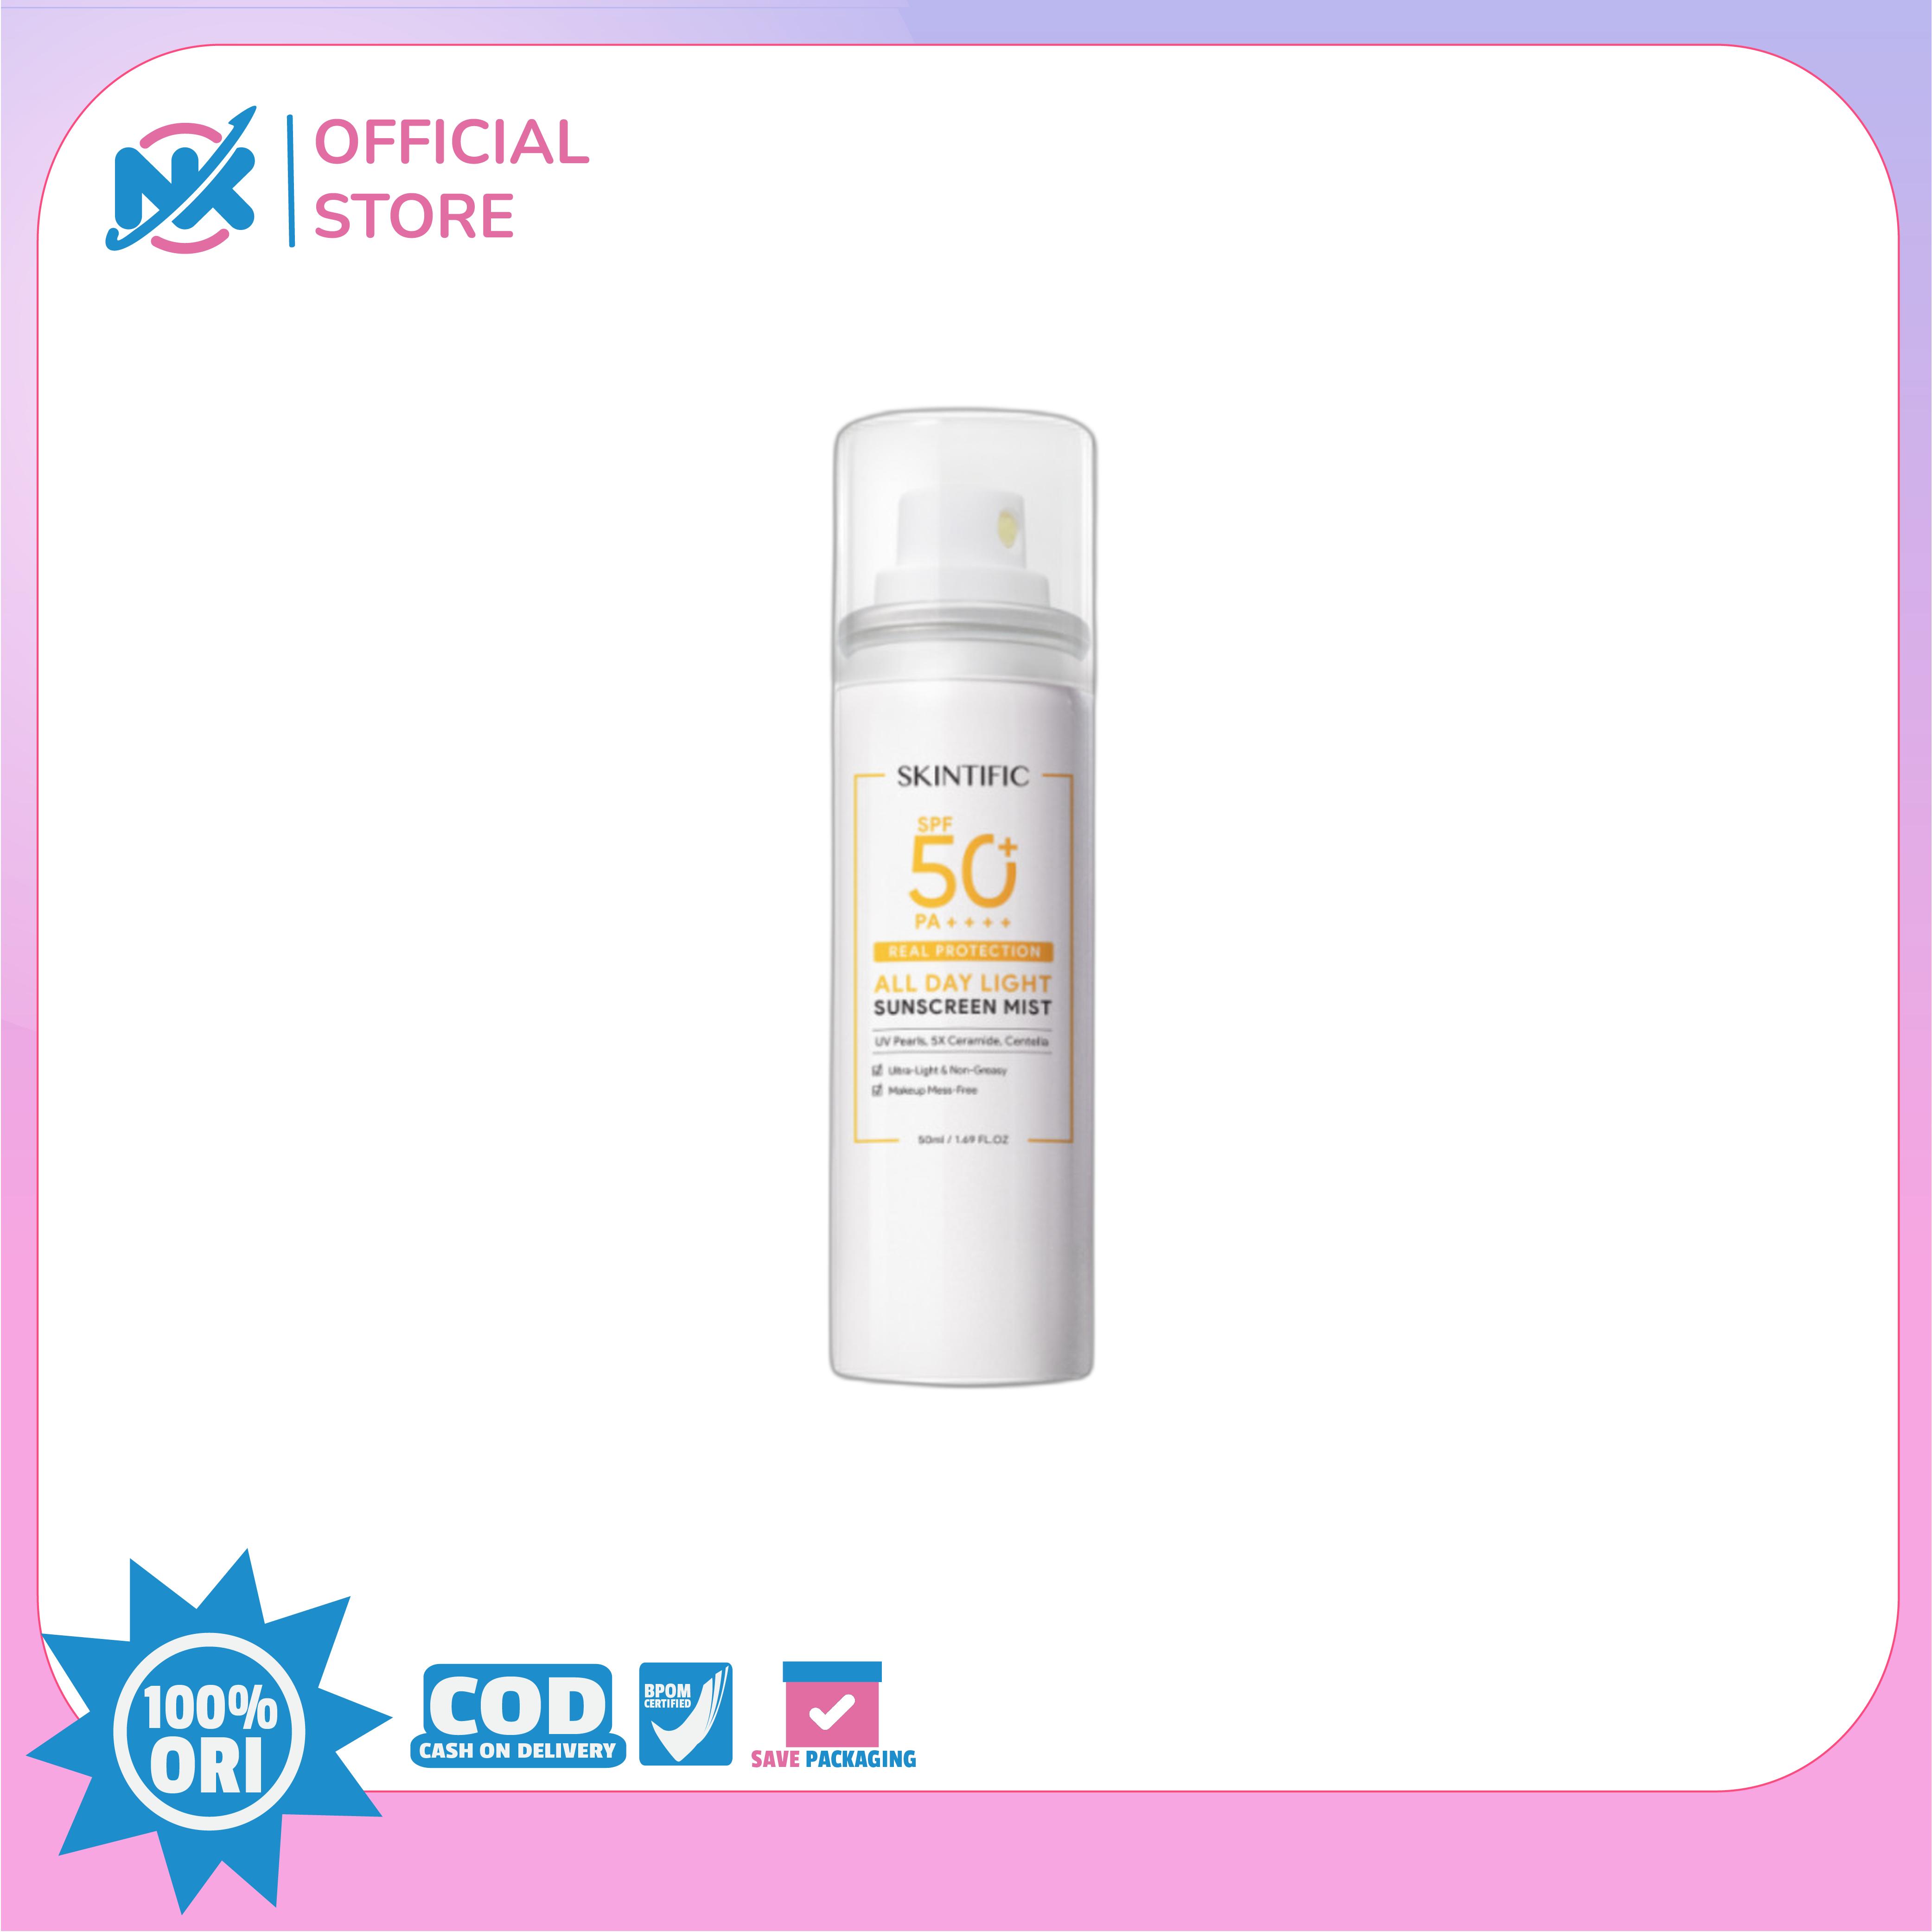 NK
OFFICIAL
STORE
SKINTIFIC
SPF
50+
PA++++
REAL PROTECTION
ALL DAY LIGHT
SUNSCREEN MIST
UV Pearls, 5X Ceramide, Centella
Ultra-Light & Non-Greasy
Makeup Mess-Free
50ml / 1.69 FL.OZ
100%
ORI
COD
CASH ON DELIVERY
BPOM
CERTIFIED
SAVE PACKAGING